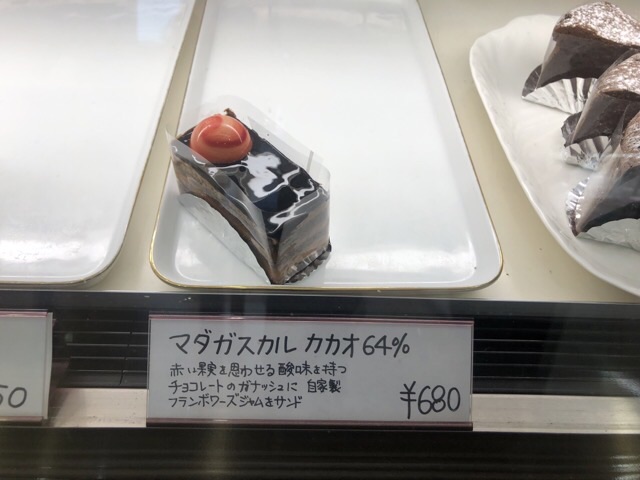 マダガスカル カカオ64%
赤い果実を思わせる酸味を持つ
チョコレートのガナッシュに 自家製
フランボワーズジャムをサンド
¥680
50